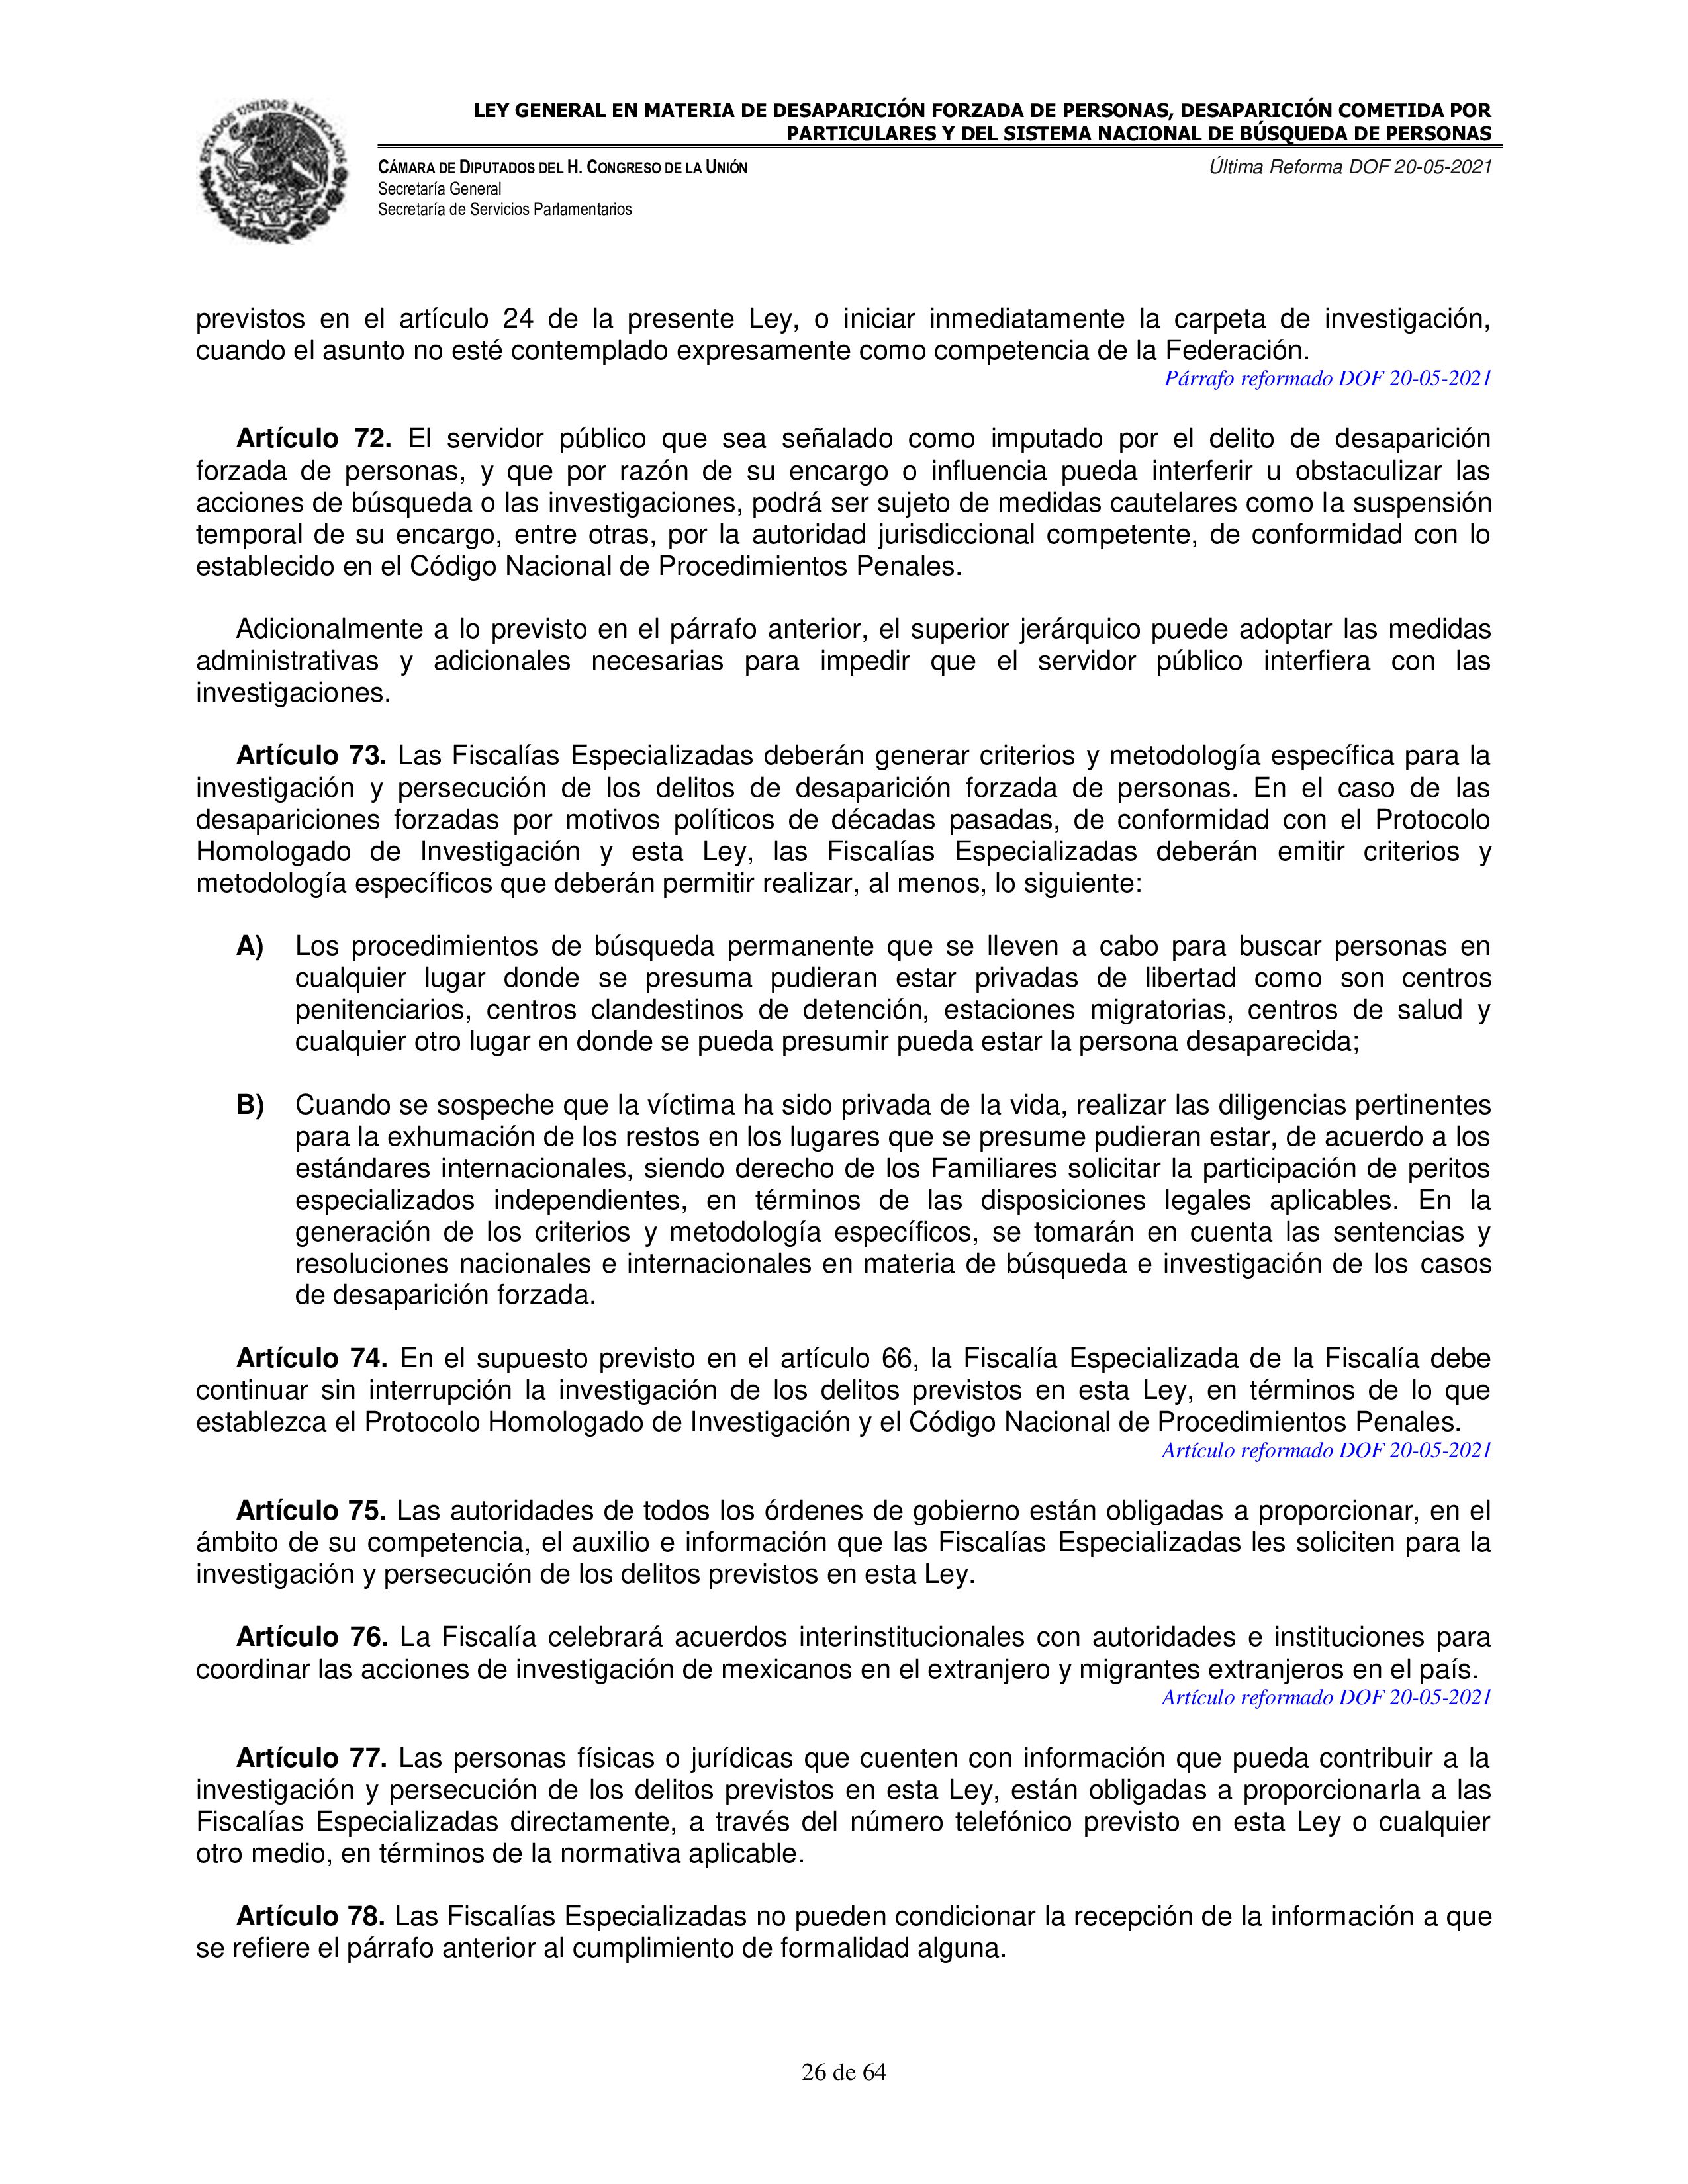 ESTADOS UNIDOS MEXICANOS
LEY GENERAL EN MATERIA DE DESAPARICIÓN FORZADA DE PERSONAS, DESAPARICIÓN COMETIDA POR
PARTICULARES Y DEL SISTEMA NACIONAL DE BÚSQUEDA DE PERSONAS
CÁMARA DE DIPUTADOS DEL H. CONGRESO DE LA UNIÓN
Última Reforma DOF 20-05-2021
Secretaría General
Secretaría de Servicios Parlamentarios
previstos en el artículo 24 de la presente Ley, o iniciar inmediatamente la carpeta de investigación,
cuando el asunto no esté contemplado expresamente como competencia de la Federación.
Párrafo reformado DOF 20-05-2021
Artículo 72. El servidor público que sea señalado como imputado por el delito de desaparición
forzada de personas, y que por razón de su encargo o influencia pueda interferir u obstaculizar las
acciones de búsqueda o las investigaciones, podrá ser sujeto de medidas cautelares como la suspensión
temporal de su encargo, entre otras, por la autoridad jurisdiccional competente, de conformidad con lo
establecido en el Código Nacional de Procedimientos Penales.
Adicionalmente a lo previsto en el párrafo anterior, el superior jerárquico puede adoptar las medidas
administrativas y adicionales necesarias para impedir que el servidor público interfiera con las
investigaciones.
Artículo 73. Las Fiscalías Especializadas deberán generar criterios y metodología específica para la
investigación y persecución de los delitos de desaparición forzada de personas. En el caso de las
desapariciones forzadas por motivos políticos de décadas pasadas, de conformidad con el Protocolo
Homologado de Investigación y esta Ley, las Fiscalías Especializadas deberán emitir criterios y
metodología específicos que deberán permitir realizar, al menos, lo siguiente:
A) Los procedimientos de búsqueda permanente que se lleven a cabo para buscar personas en
cualquier lugar donde se presuma pudieran estar privadas de libertad como son centros
penitenciarios, centros clandestinos de detención, estaciones migratorias, centros de salud y
cualquier otro lugar en donde se pueda presumir pueda estar la persona desaparecida;
B) Cuando se sospeche que la víctima ha sido privada de la vida, realizar las diligencias pertinentes
para la exhumación de los restos en los lugares que se presume pudieran estar, de acuerdo a los
estándares internacionales, siendo derecho de los Familiares solicitar la participación de peritos
especializados independientes, en términos de las disposiciones legales aplicables. En la
generación de los criterios y metodología específicos, se tomarán en cuenta las sentencias y
resoluciones nacionales e internacionales en materia de búsqueda e investigación de los casos
de desaparición forzada.
Artículo 74. En el supuesto previsto en el artículo 66, la Fiscalía Especializada de la Fiscalía debe
continuar sin interrupción la investigación de los delitos previstos en esta Ley, en términos de lo que
establezca el Protocolo Homologado de Investigación y el Código Nacional de Procedimientos Penales.
Artículo reformado DOF 20-05-2021
Artículo 75. Las autoridades de todos los órdenes de gobierno están obligadas a proporcionar, en el
ámbito de su competencia, el auxilio e información que las Fiscalías Especializadas les soliciten para la
investigación y persecución de los delitos previstos en esta Ley.
Artículo 76. La Fiscalía celebrará acuerdos interinstitucionales con autoridades e instituciones para
coordinar las acciones de investigación de mexicanos en el extranjero y migrantes extranjeros en el país.
Artículo reformado DOF 20-05-2021
Artículo 77. Las personas físicas o jurídicas que cuenten con información que pueda contribuir a la
investigación y persecución de los delitos previstos en esta Ley, están obligadas a proporcionarla a las
Fiscalías Especializadas directamente, a través del número telefónico previsto en esta Ley o cualquier
otro medio, en términos de la normativa aplicable.
Artículo 78. Las Fiscalías Especializadas no pueden condicionar la recepción de la información a que
se refiere el párrafo anterior al cumplimiento de formalidad alguna.
26 de 64